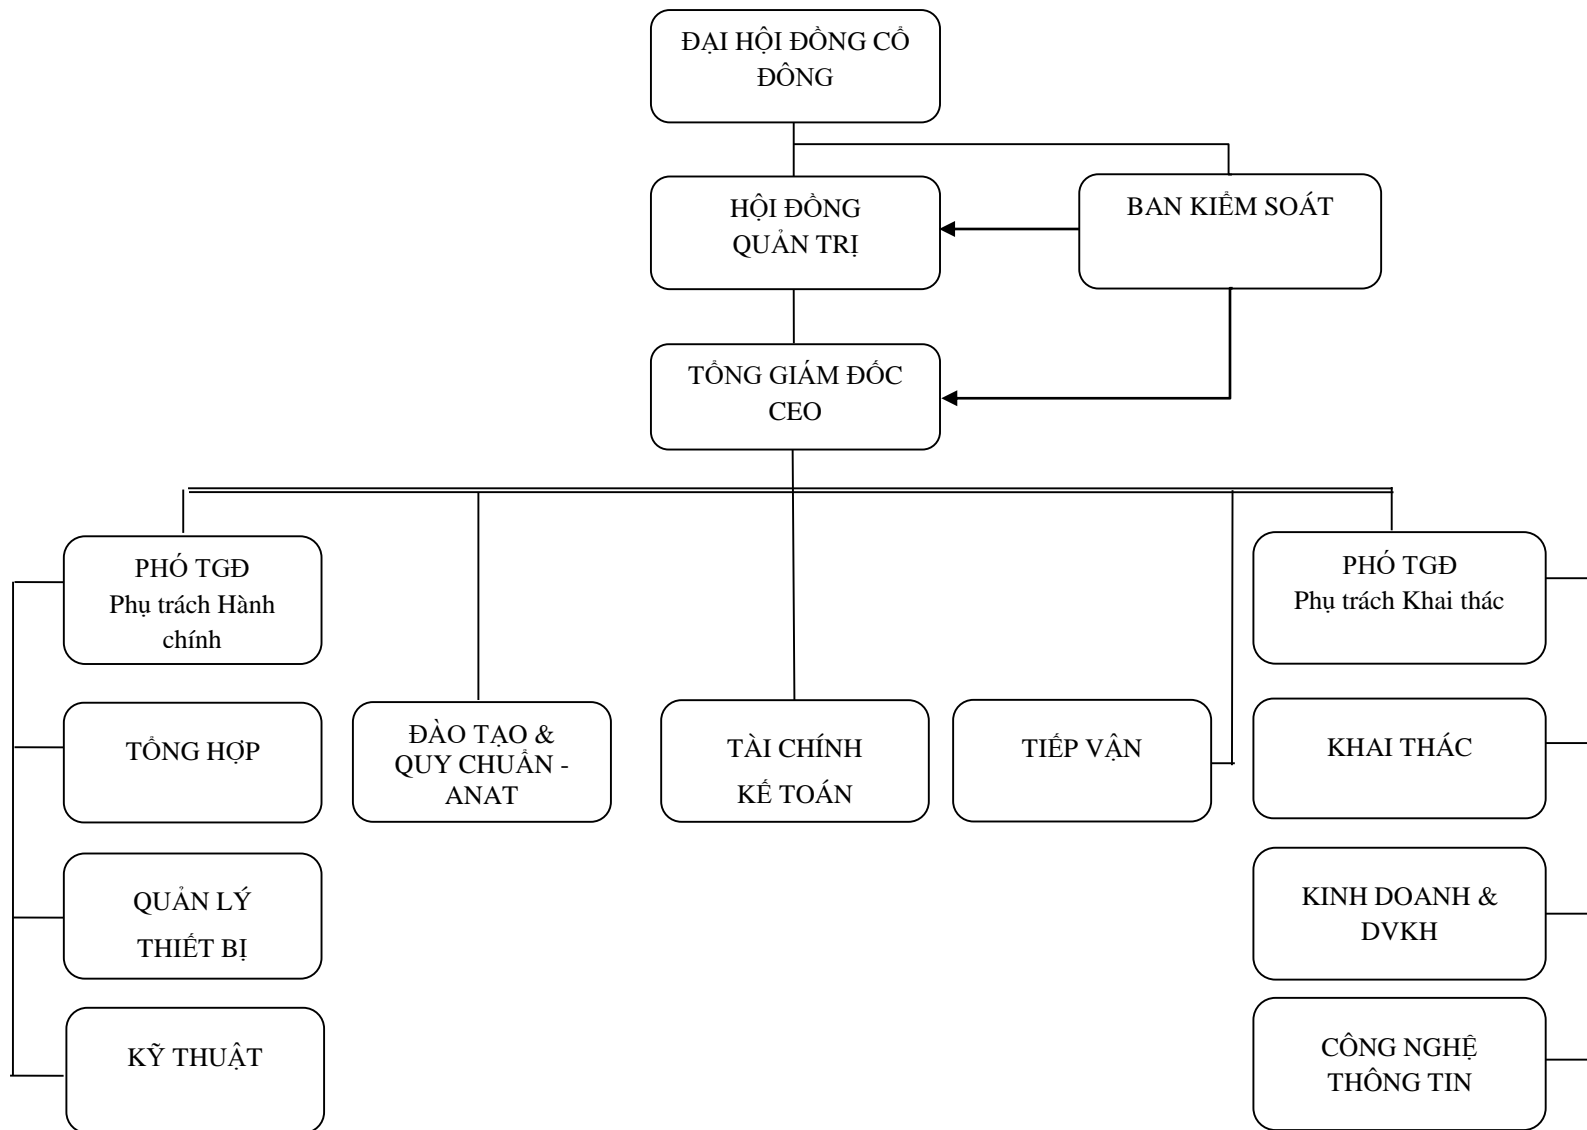 ĐẠI HỘI ĐỒNG CỔ
ĐÔNG
HỘI ĐỒNG
QUẢN TRỊ
BAN KIỂM SOÁT
TỔNG GIÁM ĐỐC
CEO
PHÓ TGĐ
Phụ trách Hành
chính
PHÓ TGĐ
Phụ trách Khai thác
TỔNG HỢP
ĐÀO TẠO &
QUY CHUẨN -
ANAT
TÀI CHÍNH
KẾ TOÁN
TIẾP VẬN
KHAI THÁC
QUẢN LÝ
THIẾT BỊ
KINH DOANH &
DVKH
KỸ THUẬT
CÔNG NGHỆ
THÔNG TIN